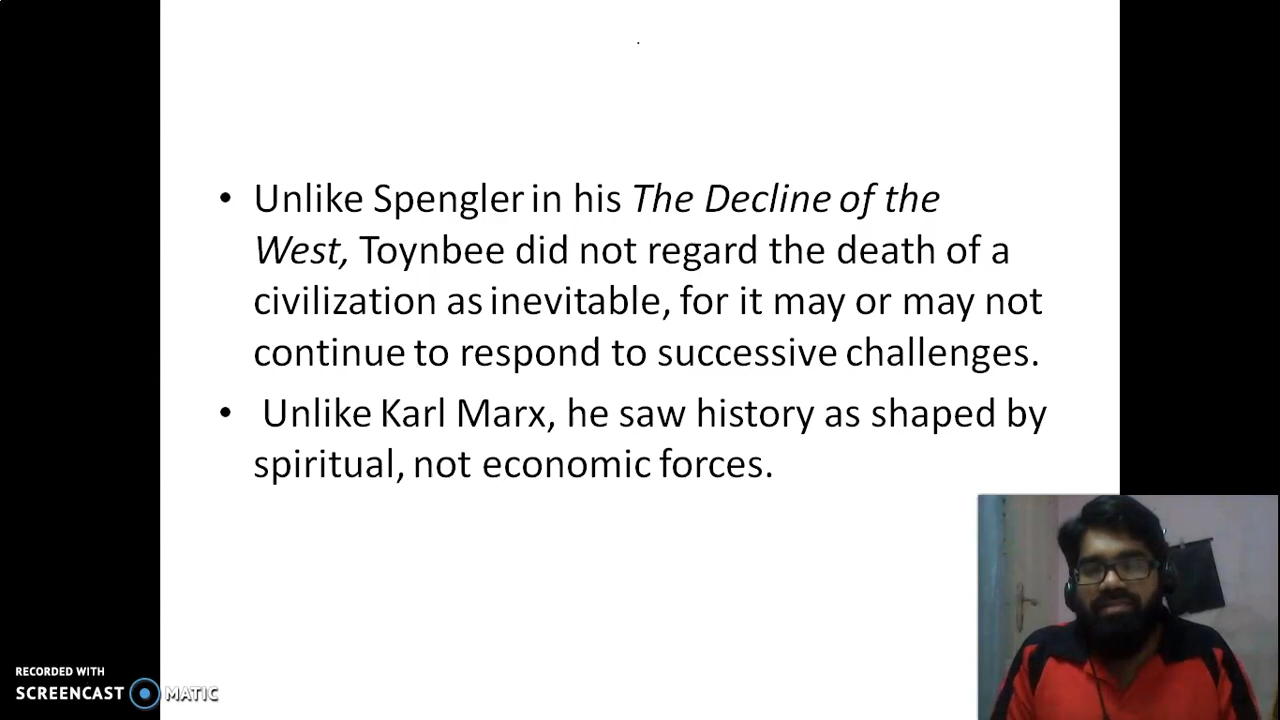 • Unlike Spengler in his The Decline of the
West, Toynbee did not regard the death of a
civilization as inevitable, for it may or may not
continue to respond to successive challenges.
• Unlike Karl Marx, he saw history as shaped by
spiritual, not economic forces.
RECORDED WITH
SCREENCAST MATIC